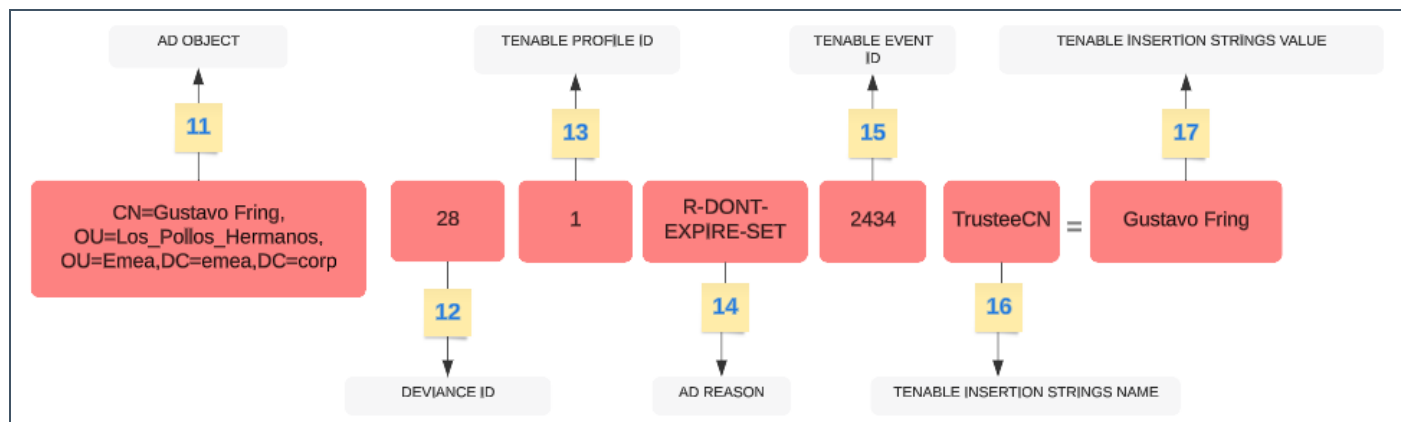 AD OBJECT
TENABLE PROFILE ID
TENABLE EVENT
ID
TENABLE INSERTION STRINGS VALUE
11
13
15
17
CN=Gustavo Fring,
OU=Los_Pollos_Hermanos,
OU=Emea,DC=emea,DC=corp
28
1
R-DONT-
EXPIRE-SET
2434
TrusteeCN
=
Gustavo Fring
12
14
16
DEVIANCE ID
AD REASON
TENABLE INSERTION STRINGS NAME